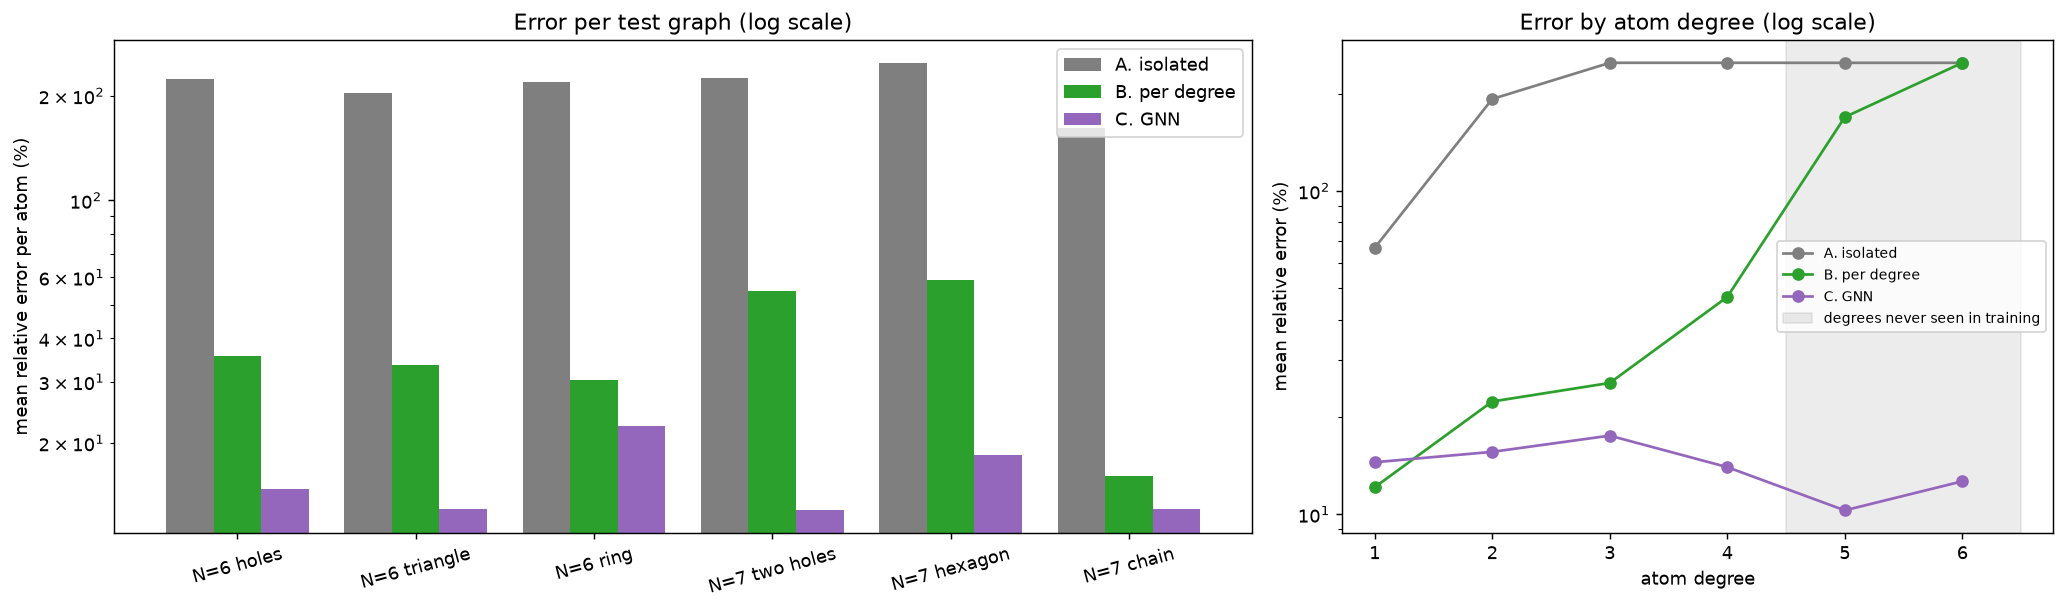 Error per test graph (log scale)
mean relative error per atom (%)
2 × 10²
10²
6 × 10¹
4 × 10¹
3 × 10¹
2 × 10¹
A. isolated
B. per degree
C. GNN
N=6 holes
N=6 triangle
N=6 ring
N=7 two holes
N=7 hexagon
N=7 chain
Error by atom degree (log scale)
mean relative error (%)
10²
10¹
A. isolated
B. per degree
C. GNN
degrees never seen in training
1
2
3
4
5
6
atom degree